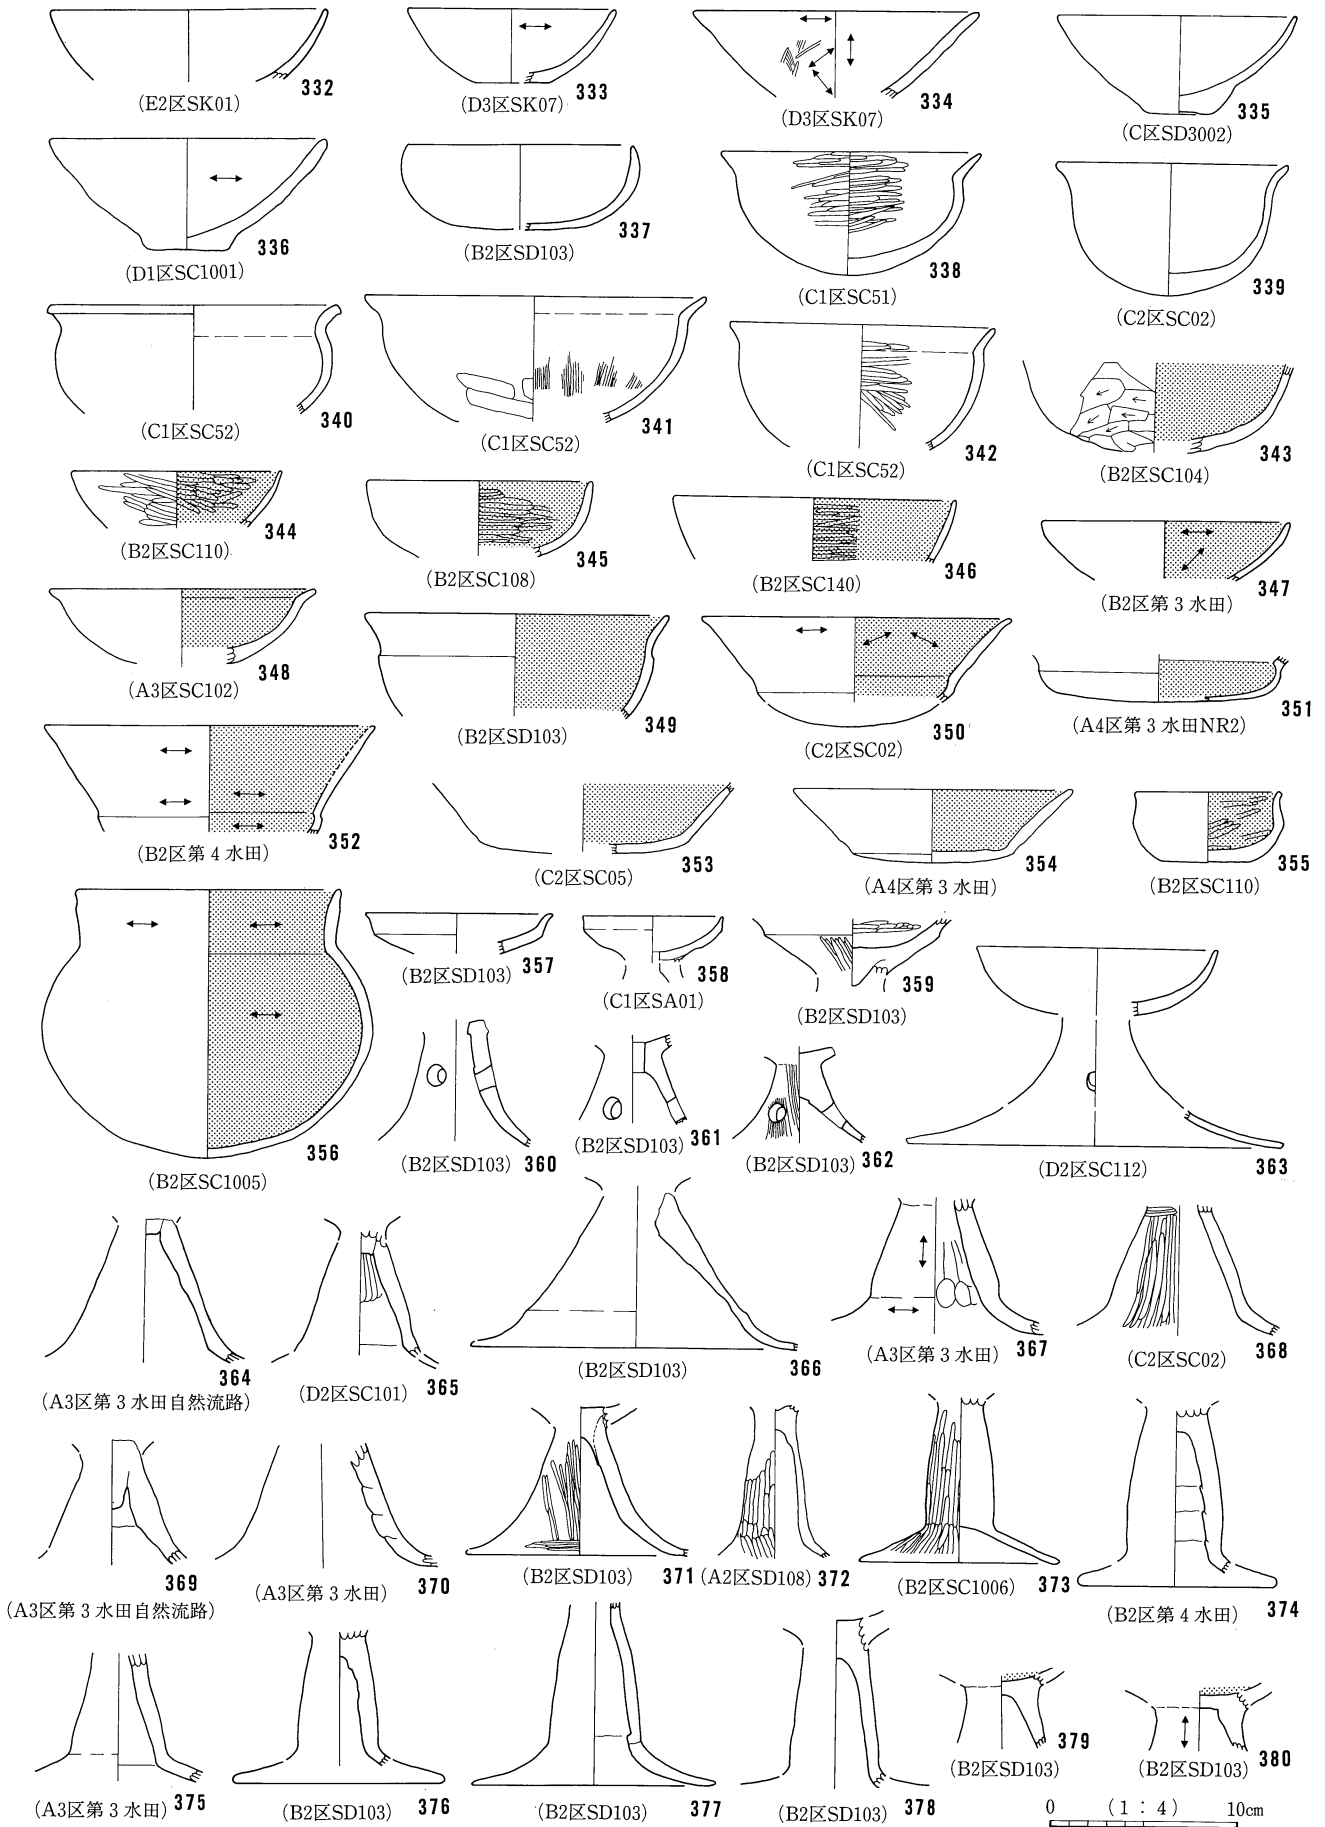 332 (E2区SK01)
333 (D3区SK07)
334 (D3区SK07)
335 (C区SD3002)
336 (D1区SC1001)
337 (B2区SD103)
338 (C1区SC51)
339 (C2区SC02)
340 (C1区SC52)
341 (C1区SC52)
342 (C1区SC52)
343 (B2区SC104)
344 (B2区SC110)
345 (B2区SC108)
346 (B2区SC140)
347 (B2区第3水田)
348 (A3区SC102)
349 (B2区SD103)
350 (C2区SC02)
351 (A4区第3水田NR2)
352 (B2区第4水田)
353 (C2区SC05)
354 (A4区第3水田)
355 (B2区SC110)
356 (B2区SC1005)
357 (B2区SD103)
358 (C1区SA01)
359 (B2区SD103)
360 (B2区SD103)
361 (B2区SD103)
362 (B2区SD103)
363 (D2区SC112)
364 (A3区第3水田自然流路)
365 (D2区SC101)
366 (B2区SD103)
367 (A3区第3水田)
368 (C2区SC02)
369 (A3区第3水田自然流路)
370 (A3区第3水田)
371 (B2区SD103)
372 (A2区SD108)
373 (B2区SC1006)
374 (B2区第4水田)
375 (A3区第3水田)
376 (B2区SD103)
377 (B2区SD103)
378 (B2区SD103)
379 (B2区SD103)
380 (B2区SD103)
0 (1:4) 10cm